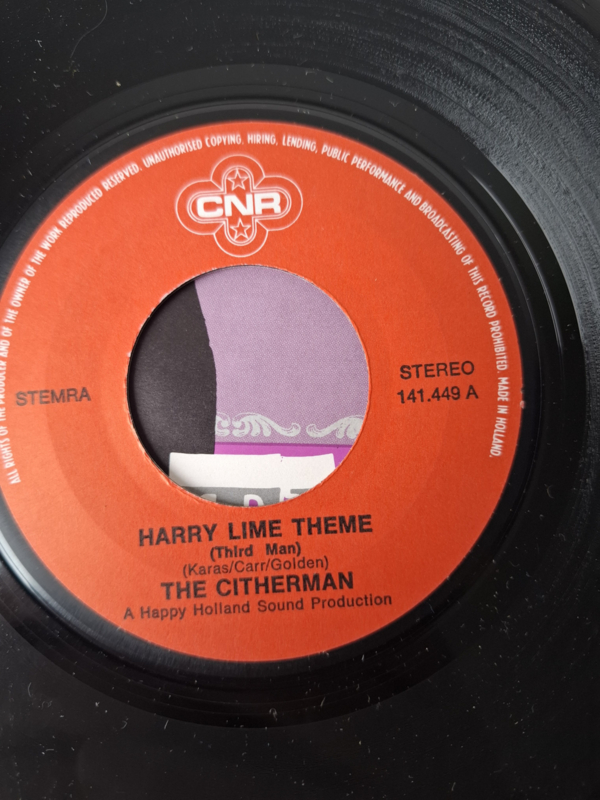 ALL RIGHTS OF THE PRODUCER AND OF THE OWNER OF THE WORK REPRODUCED RESERVED. UNAUTHORISED COPYING, HIRING, LENDING, PUBLIC PERFORMANCE AND BROADCASTING OF THIS RECORD PROHIBITED. MADE IN HOLLAND.
CNR
STEMRA
STEREO
141.449 A
HARRY LIME THEME
(Third Man)
(Karas/Carr/Golden)
THE CITHERMAN
A Happy Holland Sound Production